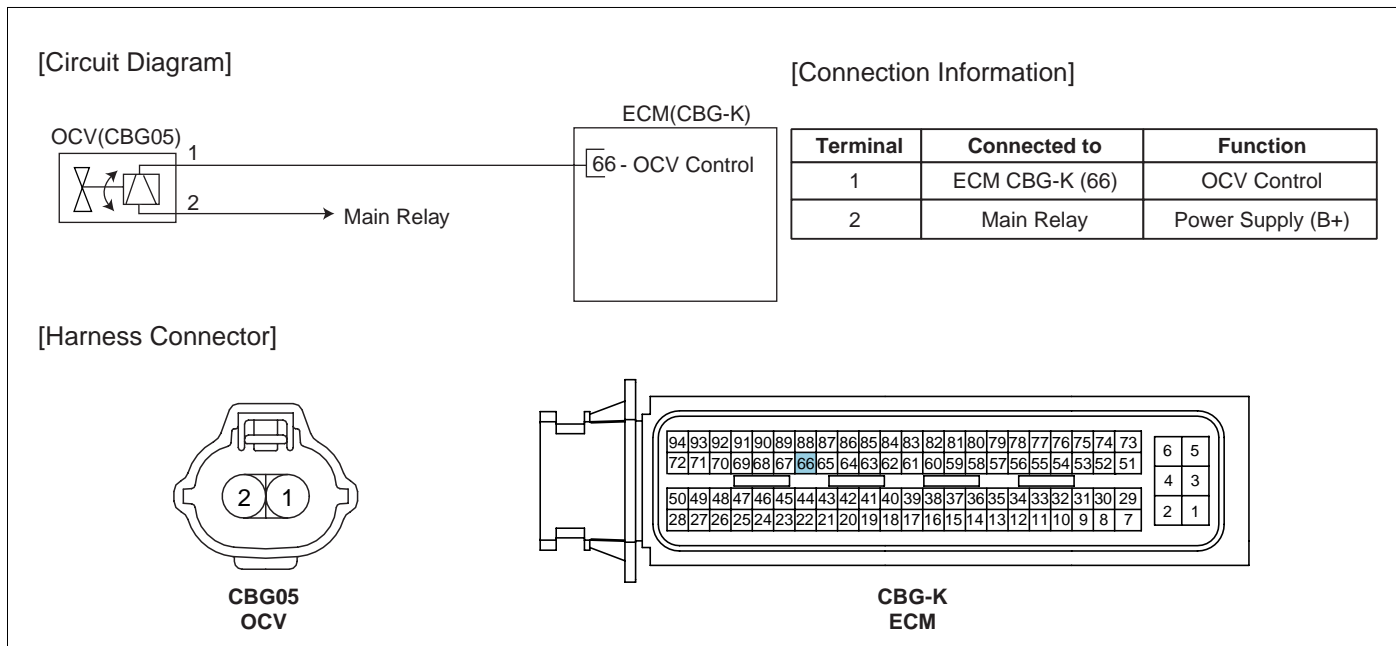 [Circuit Diagram]
OCV(CBG05)
1
2
Main Relay
ECM(CBG-K)
66 - OCV Control
[Connection Information]
Terminal Connected to Function
1 ECM CBG-K (66) OCV Control
2 Main Relay Power Supply (B+)
[Harness Connector]
2 1
CBG05
OCV
94 93 92 91 90 89 88 87 86 85 84 83 82 81 80 79 78 77 76 75 74 73
72 71 70 69 68 67 66 65 64 63 62 61 60 59 58 57 56 55 54 53 52 51
50 49 48 47 46 45 44 43 42 41 40 39 38 37 36 35 34 33 32 31 30 29
28 27 26 25 24 23 22 21 20 19 18 17 16 15 14 13 12 11 10 9 8 7
6 5
4 3
2 1
CBG-K
ECM